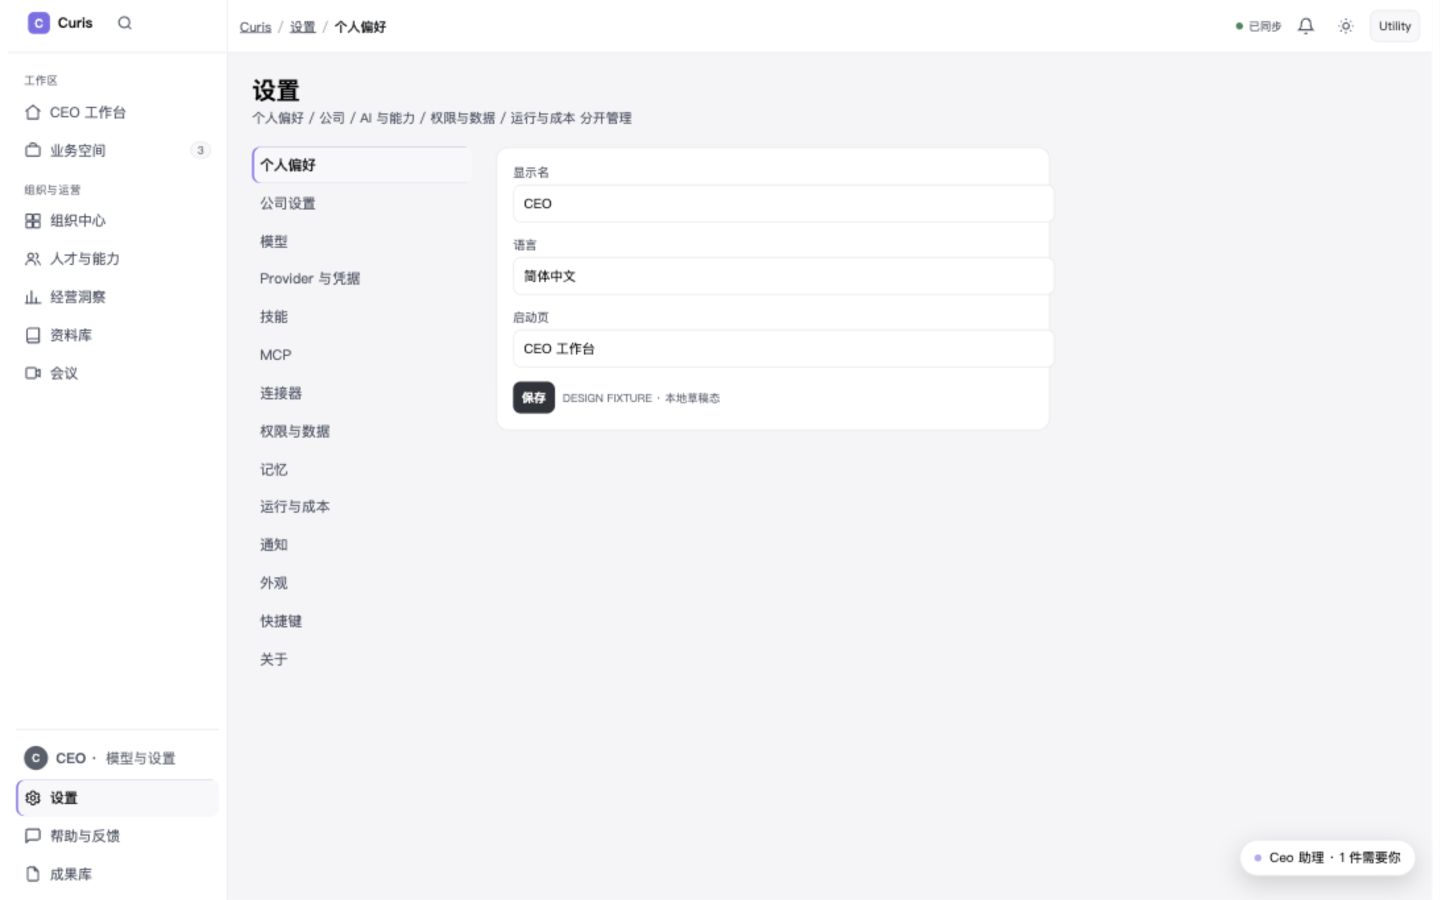 C Curis
Curis / 设置 / 个人偏好
已同步
Utility
工作区
CEO 工作台
业务空间 3
组织与运营
组织中心
人才与能力
经营洞察
资料库
会议
C CEO · 模型与设置
设置
帮助与反馈
成果库
设置
个人偏好 / 公司 / AI 与能力 / 权限与数据 / 运行与成本 分开管理
个人偏好
公司设置
模型
Provider 与凭据
技能
MCP
连接器
权限与数据
记忆
运行与成本
通知
外观
快捷键
关于
显示名
CEO
语言
简体中文
启动页
CEO 工作台
保存 DESIGN FIXTURE · 本地草稿态
Ceo 助理 · 1 件需要你